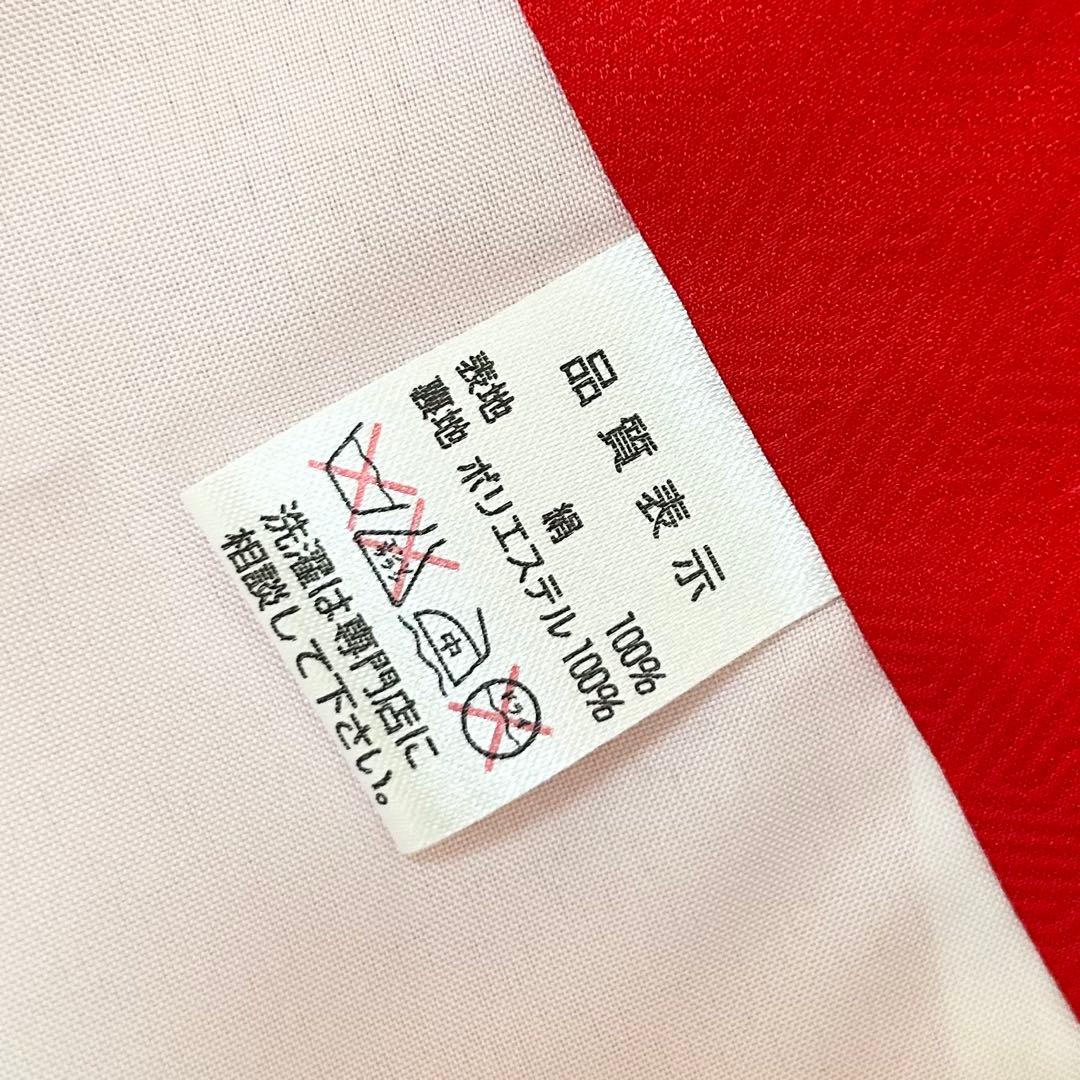 品質表示
表地 絹 100%
裏地 ポリエステル 100%
中
洗濯は専門店に
相談して下さい。